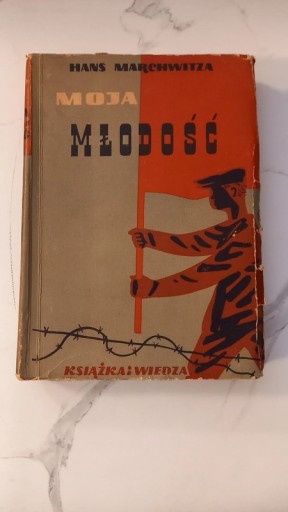 HANS MARCHWITZA
MOJA
MŁODOŚĆ
KSIĄŻKA i WIEDZA